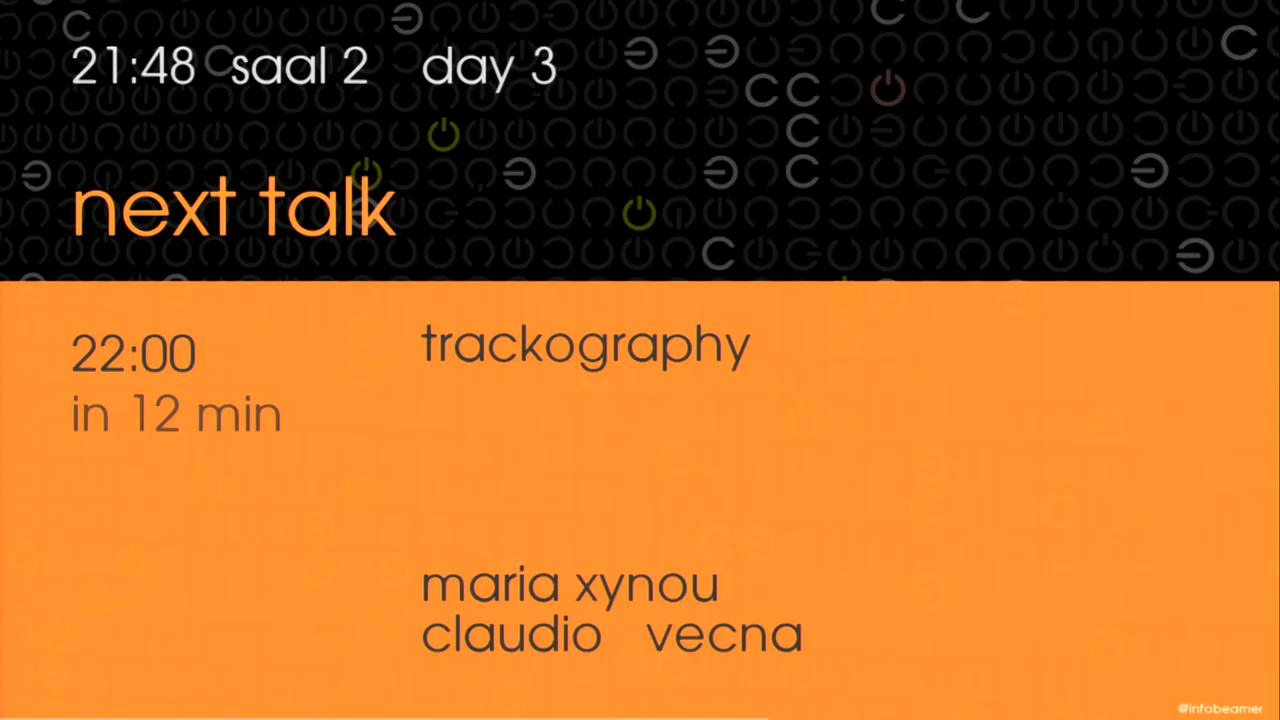 21:48 saal 2 day 3
next talk
22:00 trackography
in 12 min
maria xynou
claudio vecna
@infobeamer